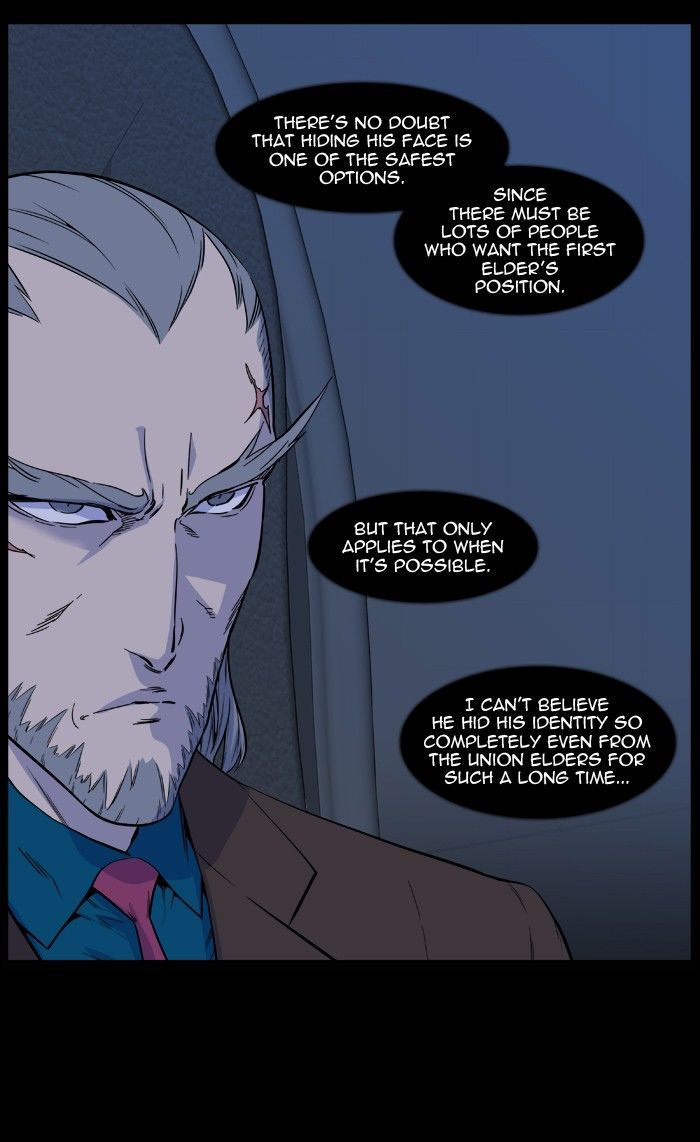 THERE'S NO DOUBT
THAT HIDING HIS FACE IS
ONE OF THE SAFEST
OPTIONS.
SINCE
THERE MUST BE
LOTS OF PEOPLE
WHO WANT THE FIRST
ELDER'S
POSITION.
BUT THAT ONLY
APPLIES TO WHEN
IT'S POSSIBLE.
I CAN'T BELIEVE
HE HID HIS IDENTITY SO
COMPLETELY EVEN FROM
THE UNION ELDERS FOR
SUCH A LONG TIME...